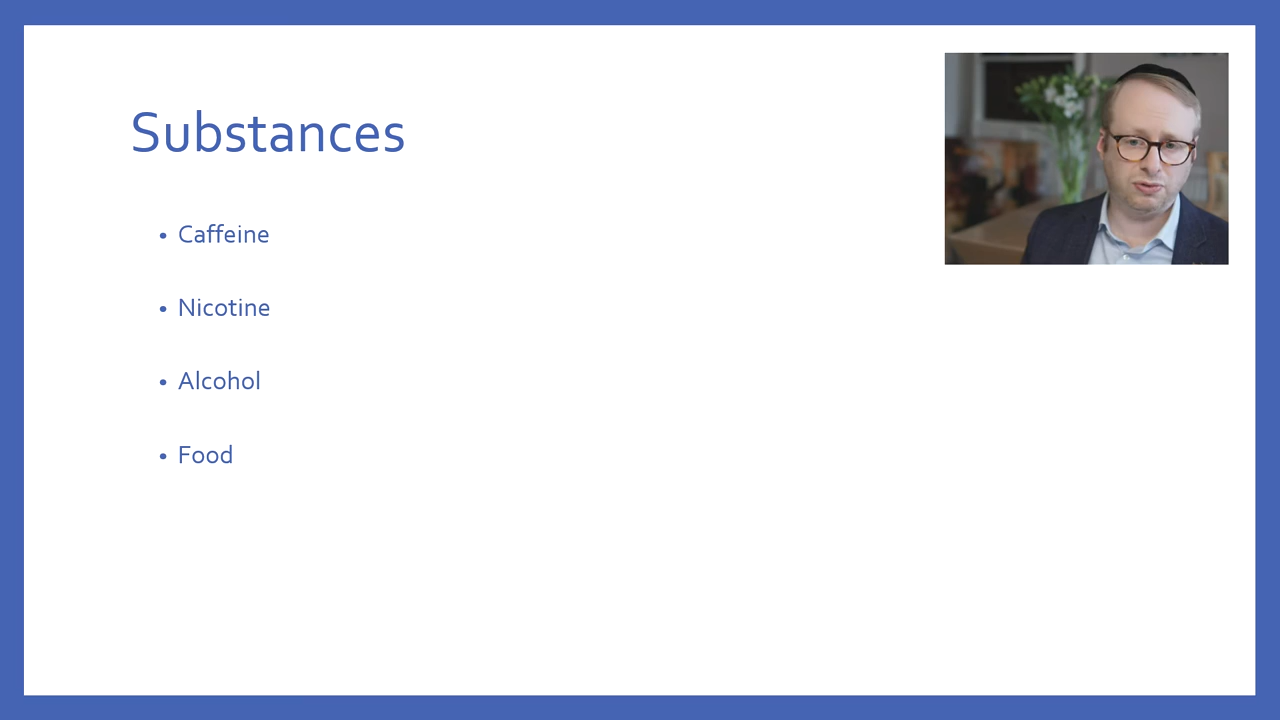 Substances
• Caffeine
• Nicotine
• Alcohol
• Food